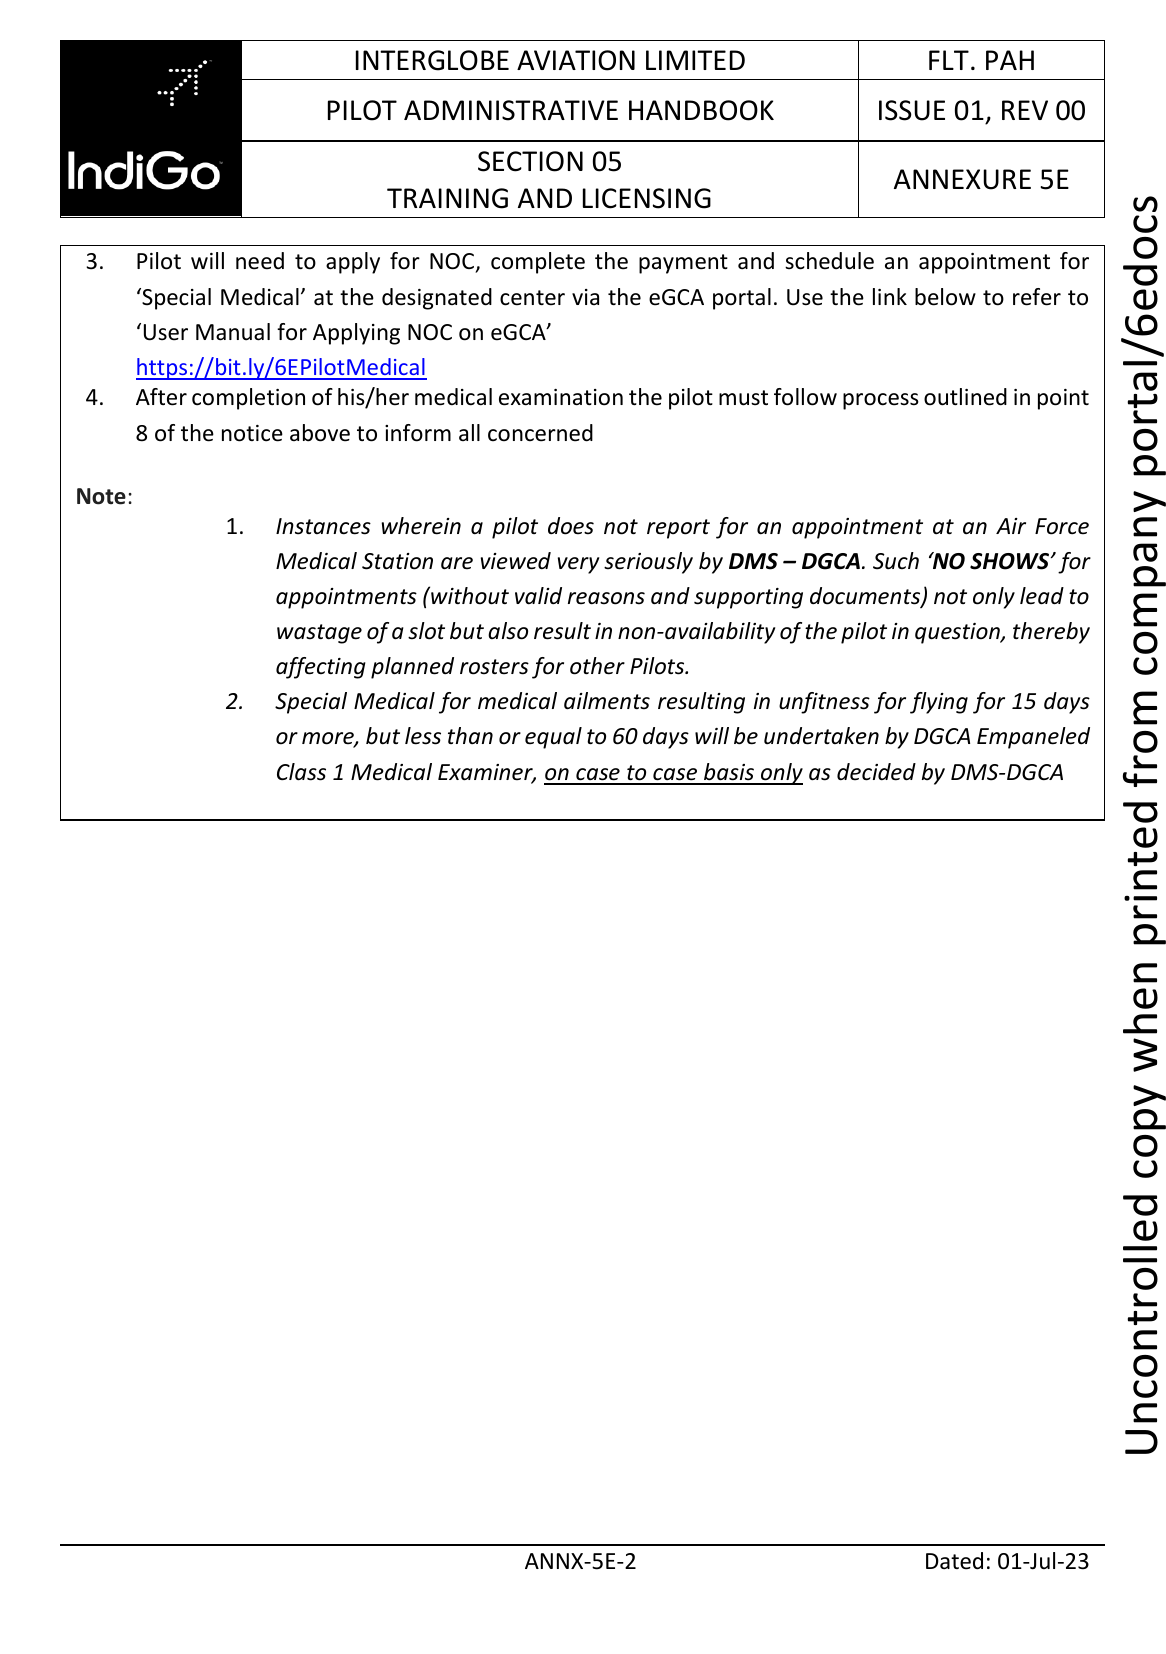 IndiGo
INTERGLOBE AVIATION LIMITED
FLT. PAH
PILOT ADMINISTRATIVE HANDBOOK
ISSUE 01, REV 00
SECTION 05
TRAINING AND LICENSING
ANNEXURE 5E
3. Pilot will need to apply for NOC, complete the payment and schedule an appointment for
‘Special Medical’ at the designated center via the eGCA portal. Use the link below to refer to
‘User Manual for Applying NOC on eGCA’
https://bit.ly/6EPilotMedical
4. After completion of his/her medical examination the pilot must follow process outlined in point
8 of the notice above to inform all concerned
Note:
1. Instances wherein a pilot does not report for an appointment at an Air Force
Medical Station are viewed very seriously by DMS – DGCA. Such ‘NO SHOWS’ for
appointments (without valid reasons and supporting documents) not only lead to
wastage of a slot but also result in non-availability of the pilot in question, thereby
affecting planned rosters for other Pilots.
2. Special Medical for medical ailments resulting in unfitness for flying for 15 days
or more, but less than or equal to 60 days will be undertaken by DGCA Empaneled
Class 1 Medical Examiner, on case to case basis only as decided by DMS-DGCA
Uncontrolled copy when printed from company portal/6edocs
ANNX-5E-2
Dated: 01-Jul-23